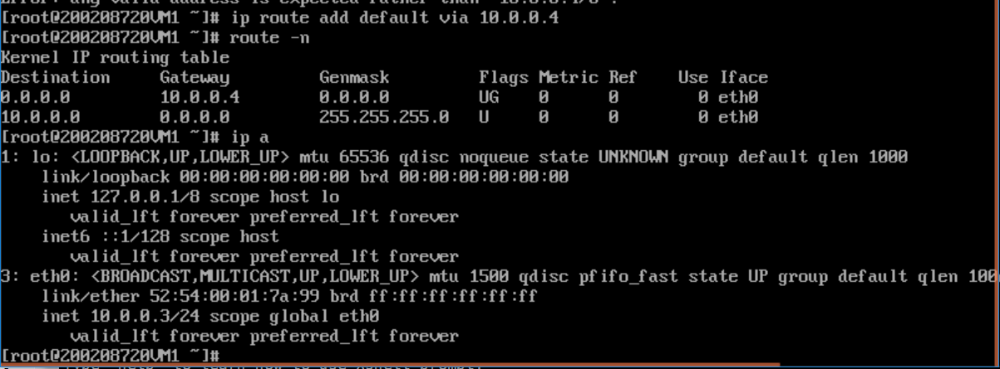 [root@200208720VM1 ~]# ip route add default via 10.0.0.4
[root@200208720VM1 ~]# route -n
Kernel IP routing table
Destination     Gateway         Genmask         Flags Metric Ref    Use Iface
0.0.0.0         10.0.0.4        0.0.0.0         UG    0      0        0 eth0
10.0.0.0        0.0.0.0         255.255.255.0   U     0      0        0 eth0
[root@200208720VM1 ~]# ip a
1: lo: <LOOPBACK,UP,LOWER_UP> mtu 65536 qdisc noqueue state UNKNOWN group default qlen 1000
    link/loopback 00:00:00:00:00:00 brd 00:00:00:00:00:00
    inet 127.0.0.1/8 scope host lo
       valid_lft forever preferred_lft forever
    inet6 ::1/128 scope host
       valid_lft forever preferred_lft forever
3: eth0: <BROADCAST,MULTICAST,UP,LOWER_UP> mtu 1500 qdisc pfifo_fast state UP group default qlen 100
    link/ether 52:54:00:01:7a:99 brd ff:ff:ff:ff:ff:ff
    inet 10.0.0.3/24 scope global eth0
       valid_lft forever preferred_lft forever
[root@200208720VM1 ~]#